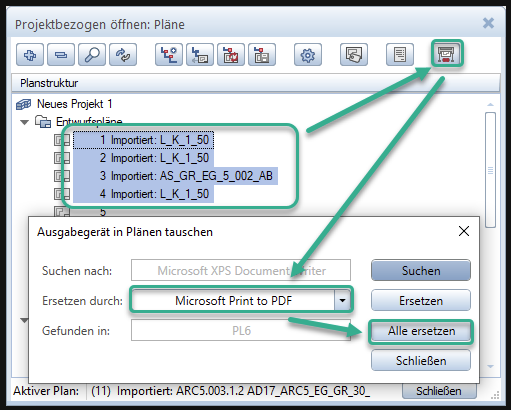 Projektbezogen öffnen: Pläne
Planstruktur
Neues Projekt 1
Entwurfspläne
1 Importiert: L_K_1_50
2 Importiert: L_K_1_50
3 Importiert: AS_GR_EG_5_002_AB
4 Importiert: L_K_1_50
5
Ausgabegerät in Plänen tauschen
Suchen nach: Microsoft XPS Document Writer Suchen
Ersetzen durch: Microsoft Print to PDF Ersetzen
Alle ersetzen
Gefunden in: PL6
Schließen
Aktiver Plan: (11) Importiert: ARC5.003.1.2 AD17_ARC5_EG_GR_30_ Schließen